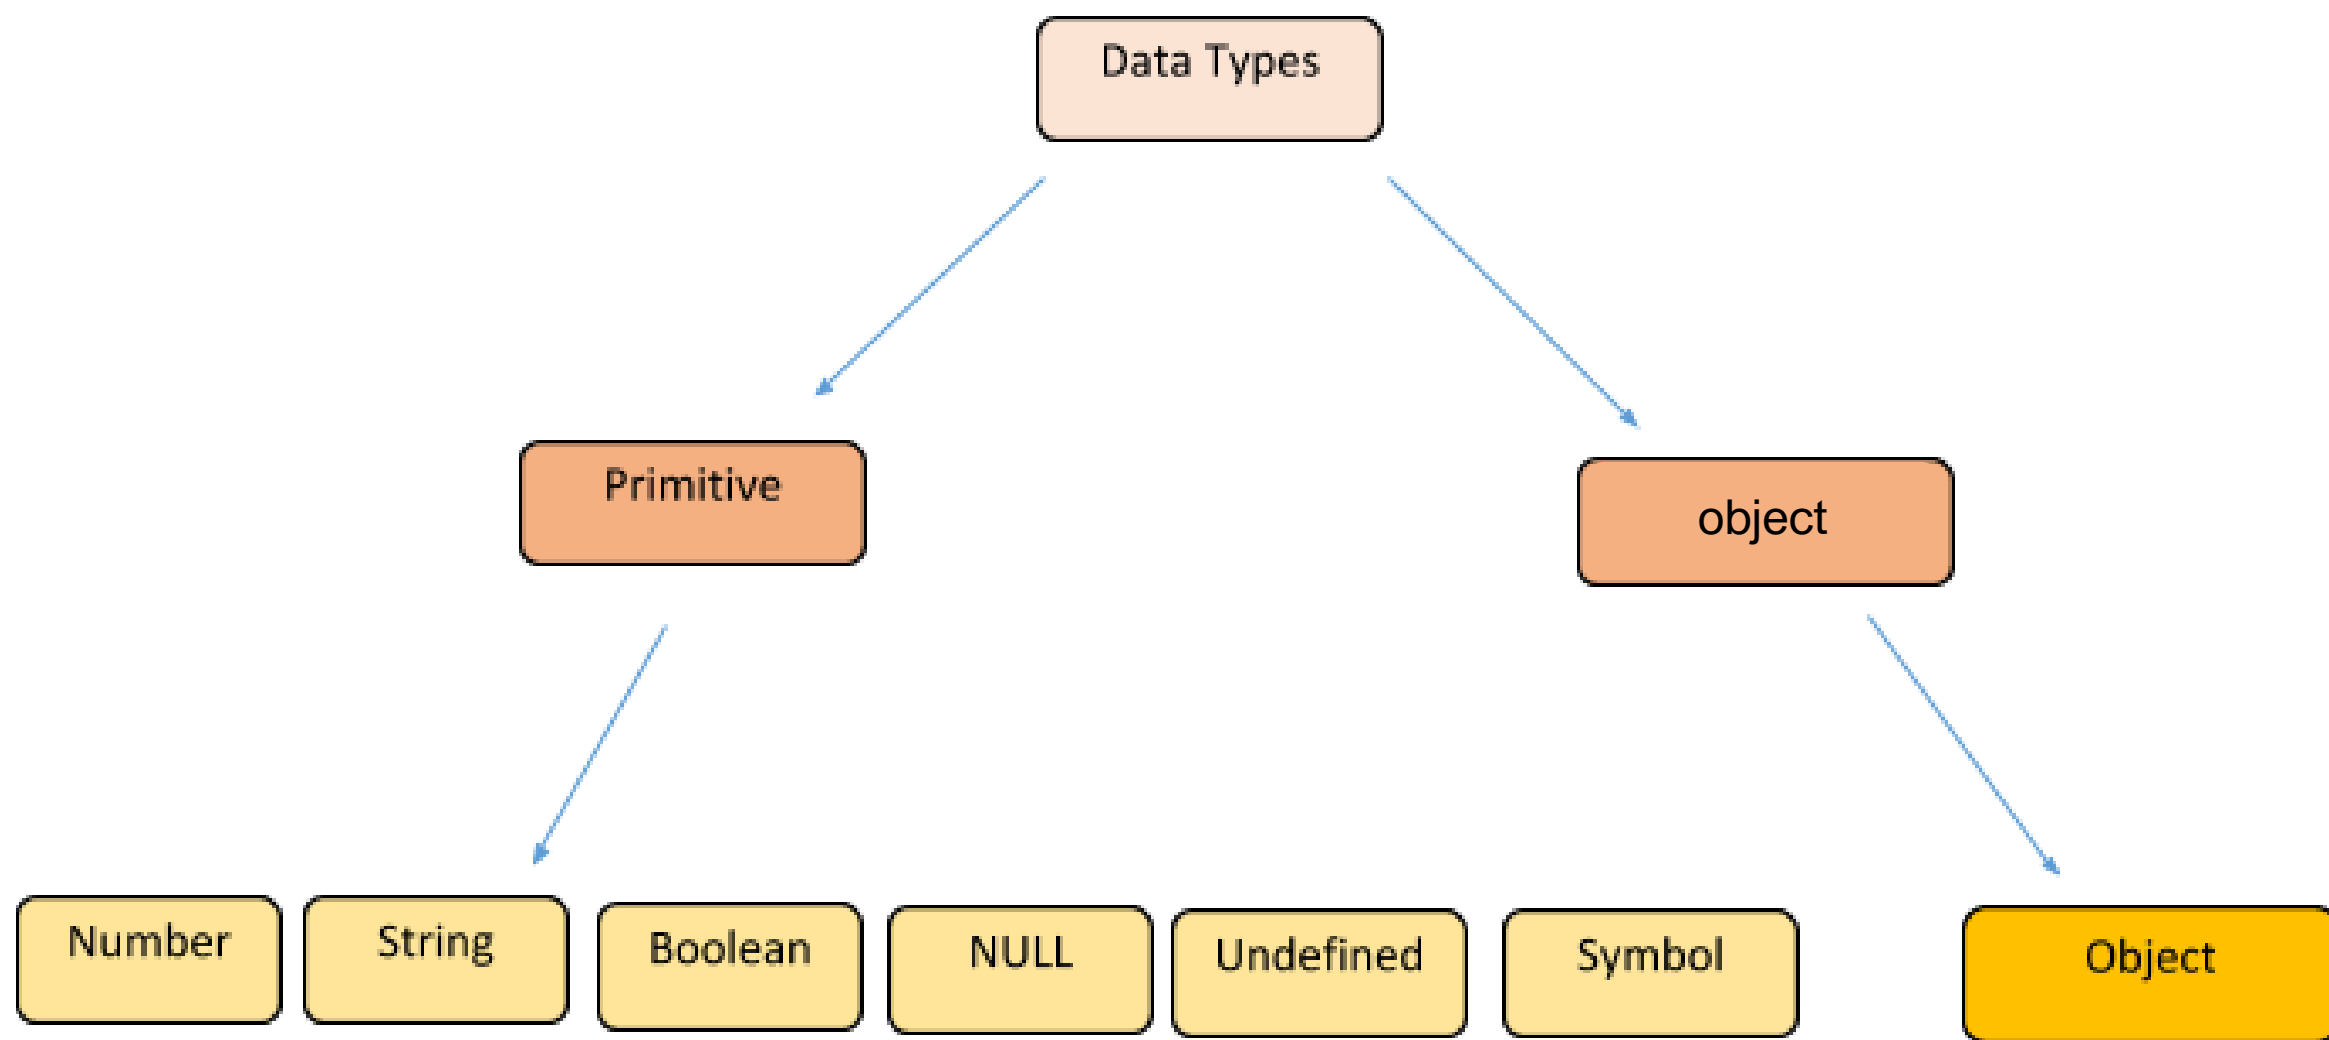 Data Types
Primitive
object
Number
String
Boolean
NULL
Undefined
Symbol
Object